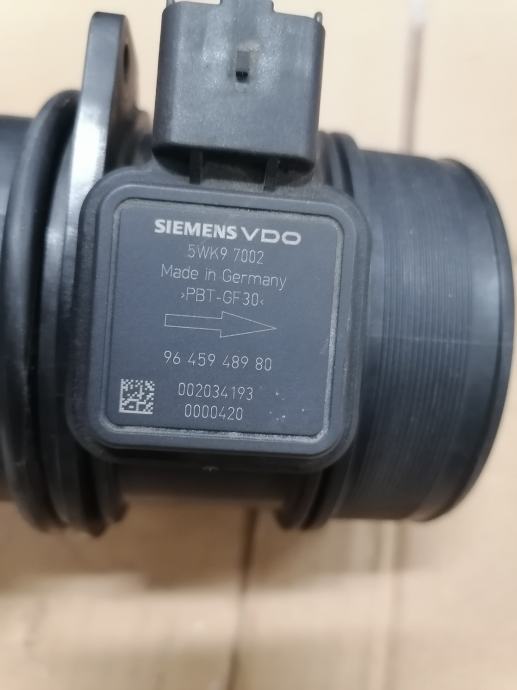 SIEMENS VDO
5WK9 7002
Made in Germany
>PBT-GF30<
96 459 489 80
002034193
0000420